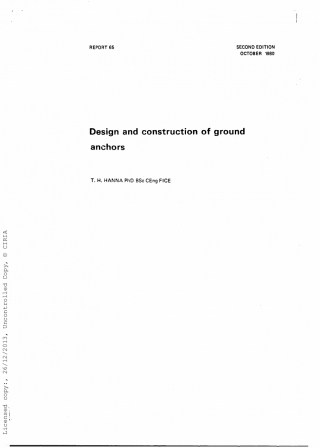 REPORT 65
SECOND EDITION
OCTOBER 1980
Design and construction of ground
anchors
T. H. HANNA PhD BSc CEng FICE
Licensed copy:, 26/12/2013, Uncontrolled Copy, © CIRIA